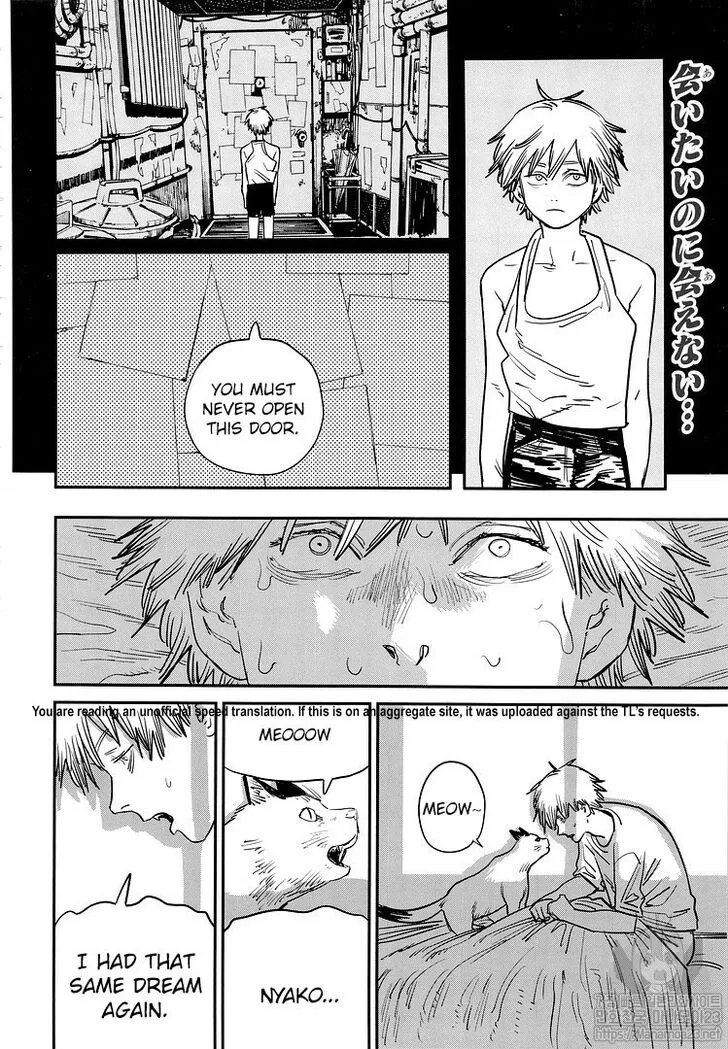 会いたいのに会えない…
YOU MUST
NEVER OPEN
THIS DOOR.
You are reading an unofficial speed translation. If this is on an aggregate site, it was uploaded against the TL's requests.
MEOW~
MEOOOW
NYAKO...
I HAD THAT
SAME DREAM
AGAIN.